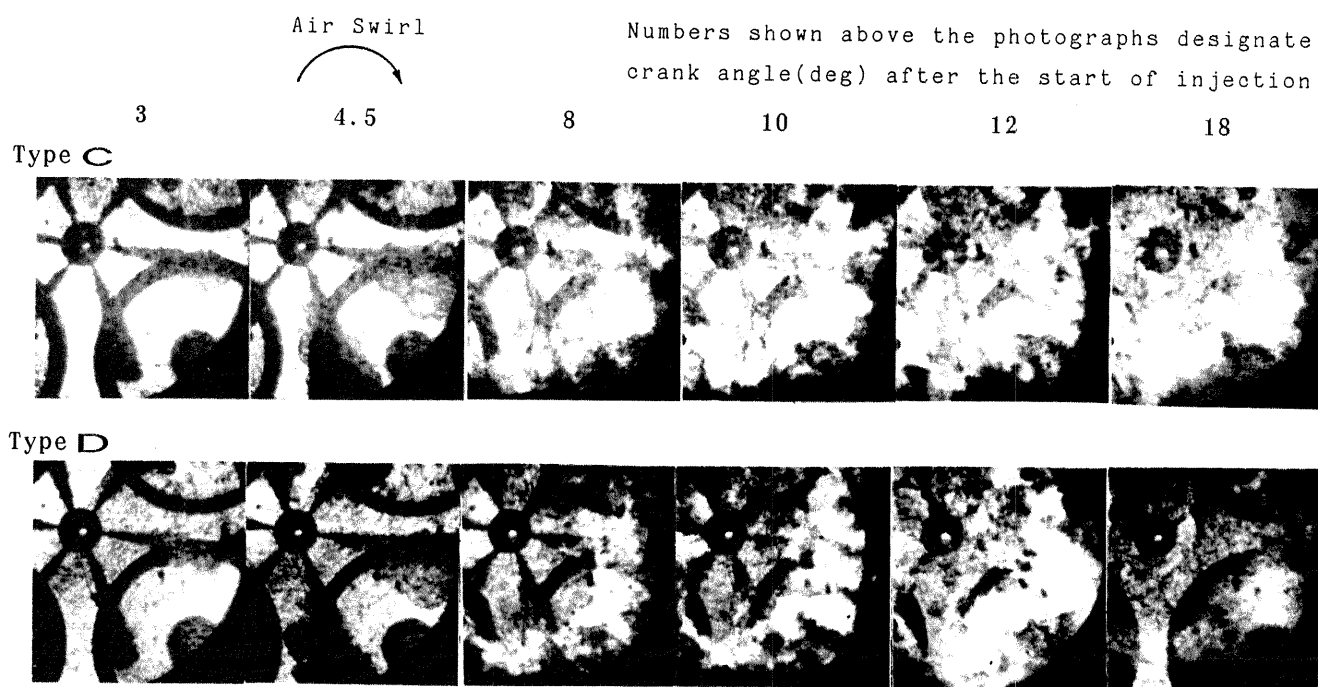 Air Swirl
Numbers shown above the photographs designate
crank angle(deg) after the start of injection
3 4.5 8 10 12 18
Type C
Type D